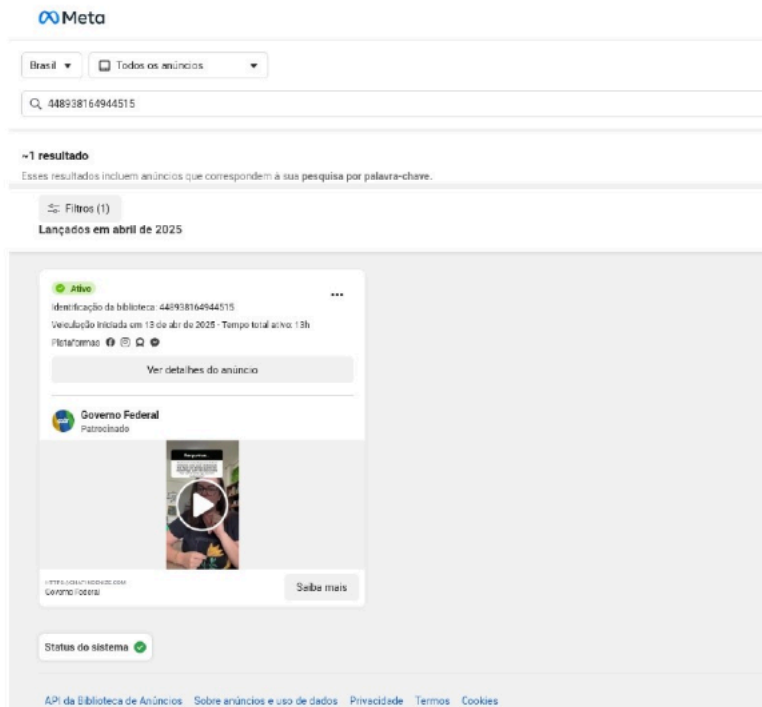 Meta
Brasil
Todos os anúncios
448938164944515
~1 resultado
Esses resultados incluem anúncios que correspondem à sua pesquisa por palavra-chave.
Filtros (1)
Lançados em abril de 2025
Ativo
Identificação da biblioteca: 448938164944515
Veiculação iniciada em 13 de abr de 2025 · Tempo total ativo: 13h
Plataformas
Ver detalhes do anúncio
Governo Federal
Patrocinado
Governo Federal
Saiba mais
Status do sistema
API da Biblioteca de Anúncios Sobre anúncios e uso de dados Privacidade Termos Cookies